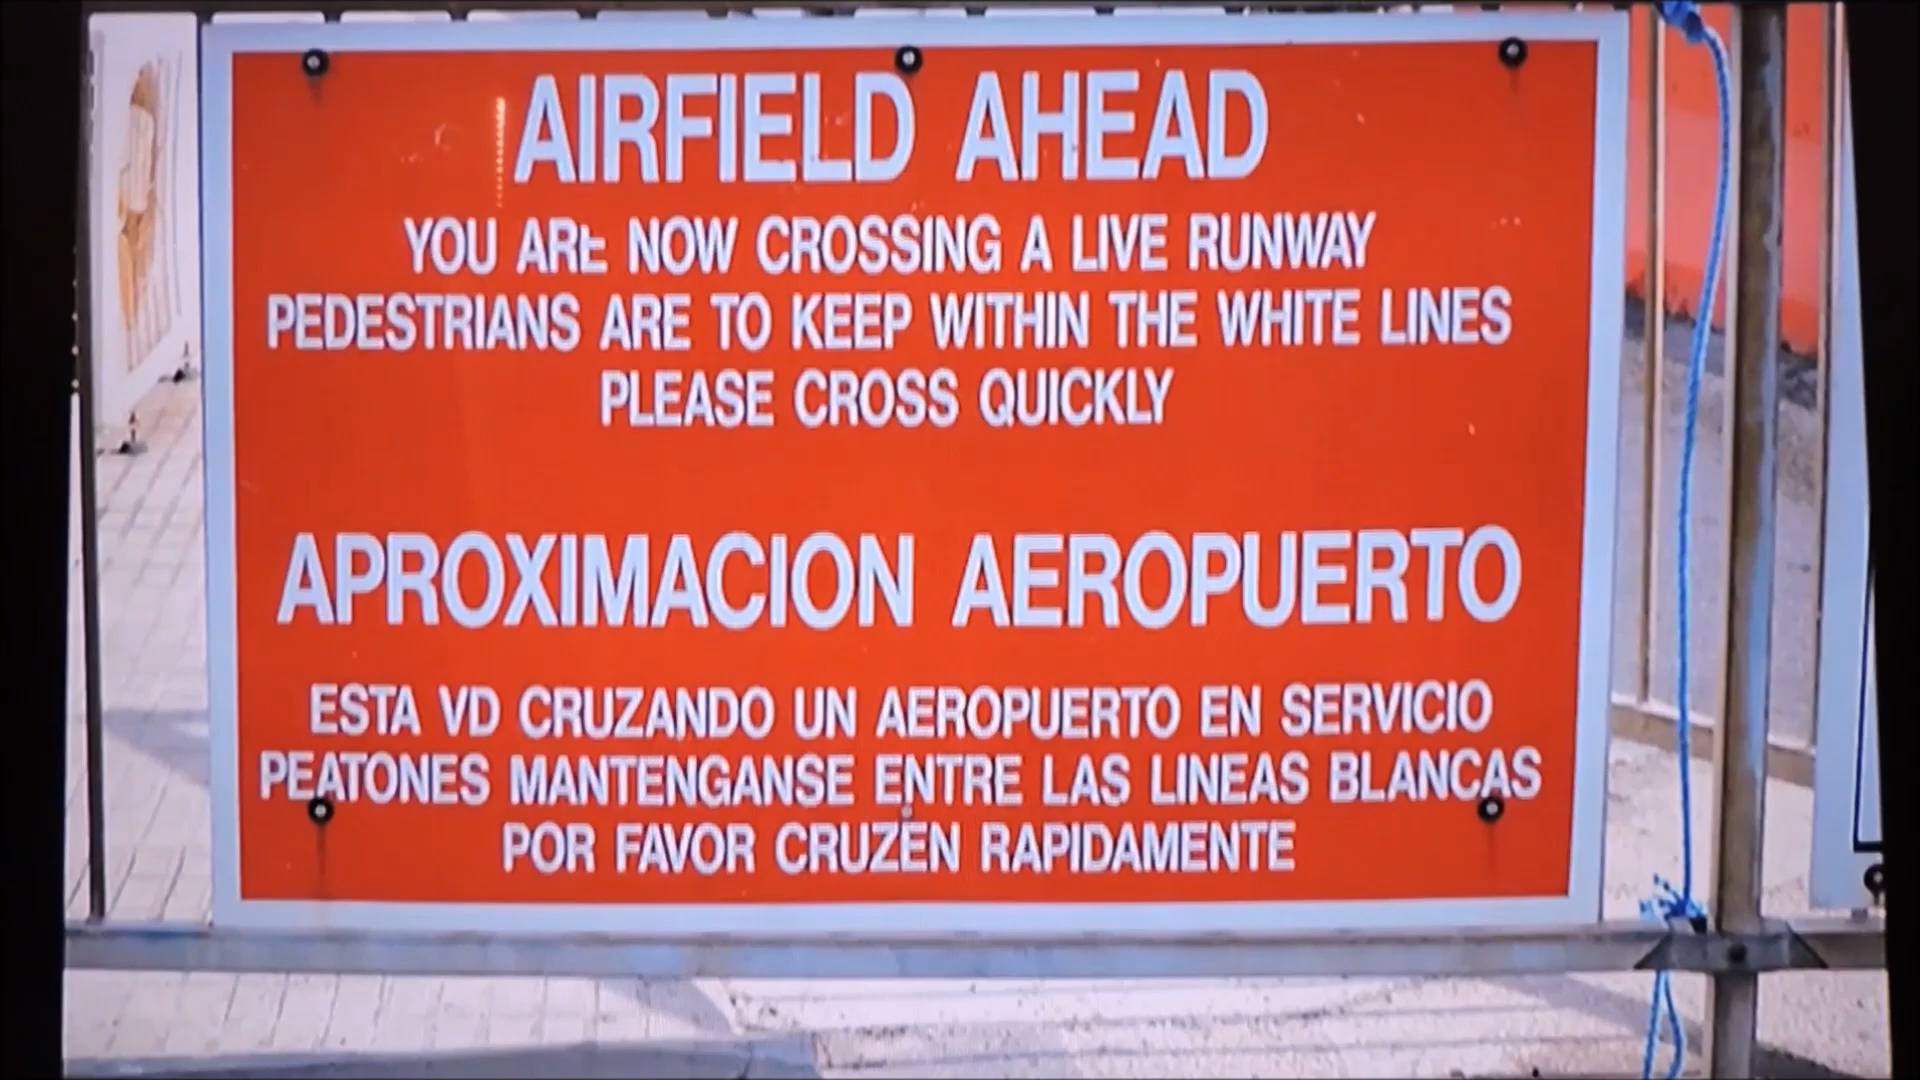 AIRFIELD AHEAD
YOU ARE NOW CROSSING A LIVE RUNWAY
PEDESTRIANS ARE TO KEEP WITHIN THE WHITE LINES
PLEASE CROSS QUICKLY
APROXIMACION AEROPUERTO
ESTA VD CRUZANDO UN AEROPUERTO EN SERVICIO
PEATONES MANTENGANSE ENTRE LAS LINEAS BLANCAS
POR FAVOR CRUZEN RAPIDAMENTE